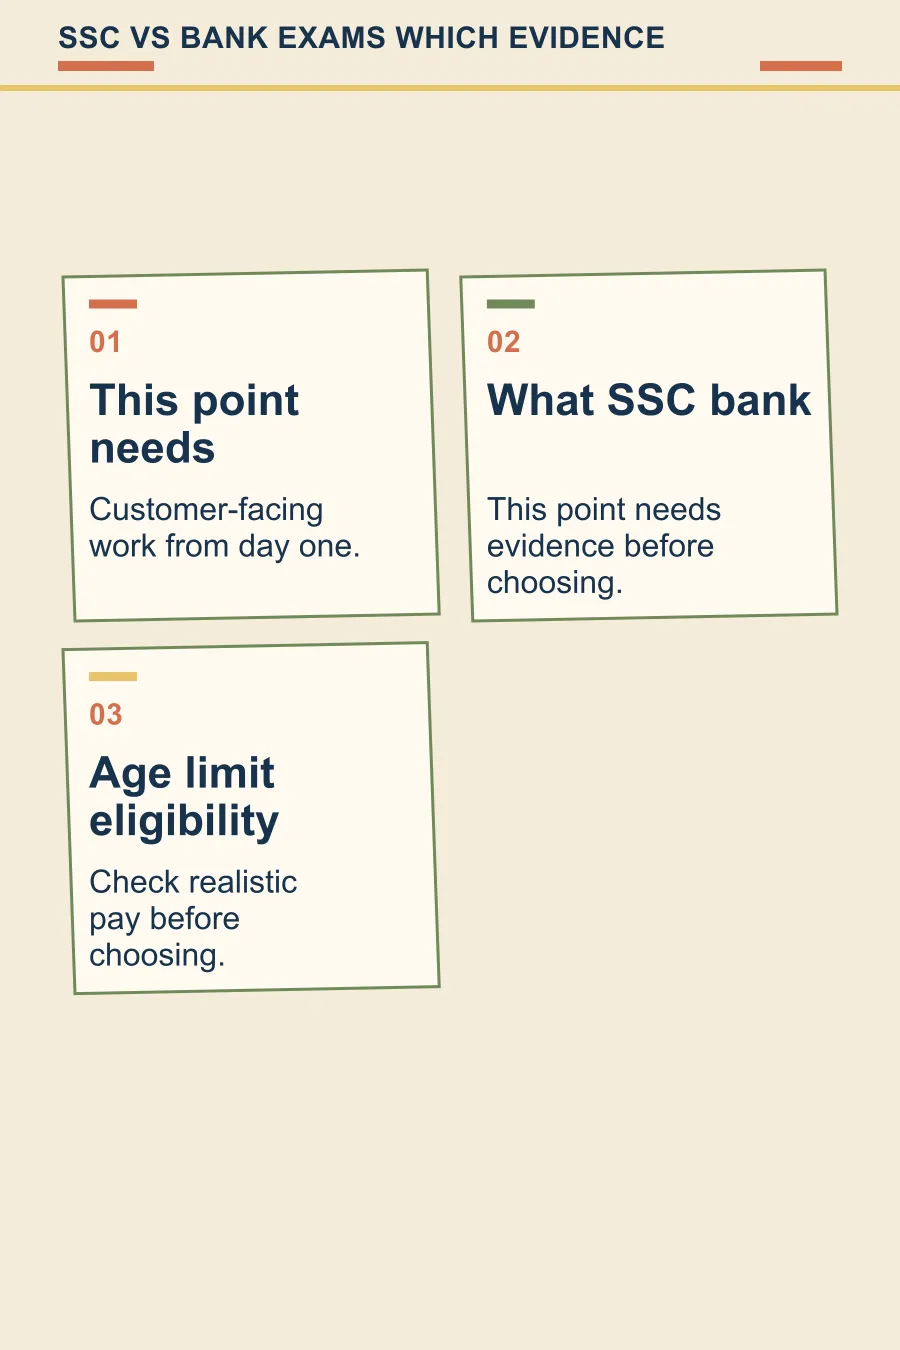 SSC VS BANK EXAMS WHICH EVIDENCE
01
This point
needs
Customer-facing
work from day one.
02
What SSC bank
This point needs
evidence before
choosing.
03
Age limit
eligibility
Check realistic
pay before
choosing.